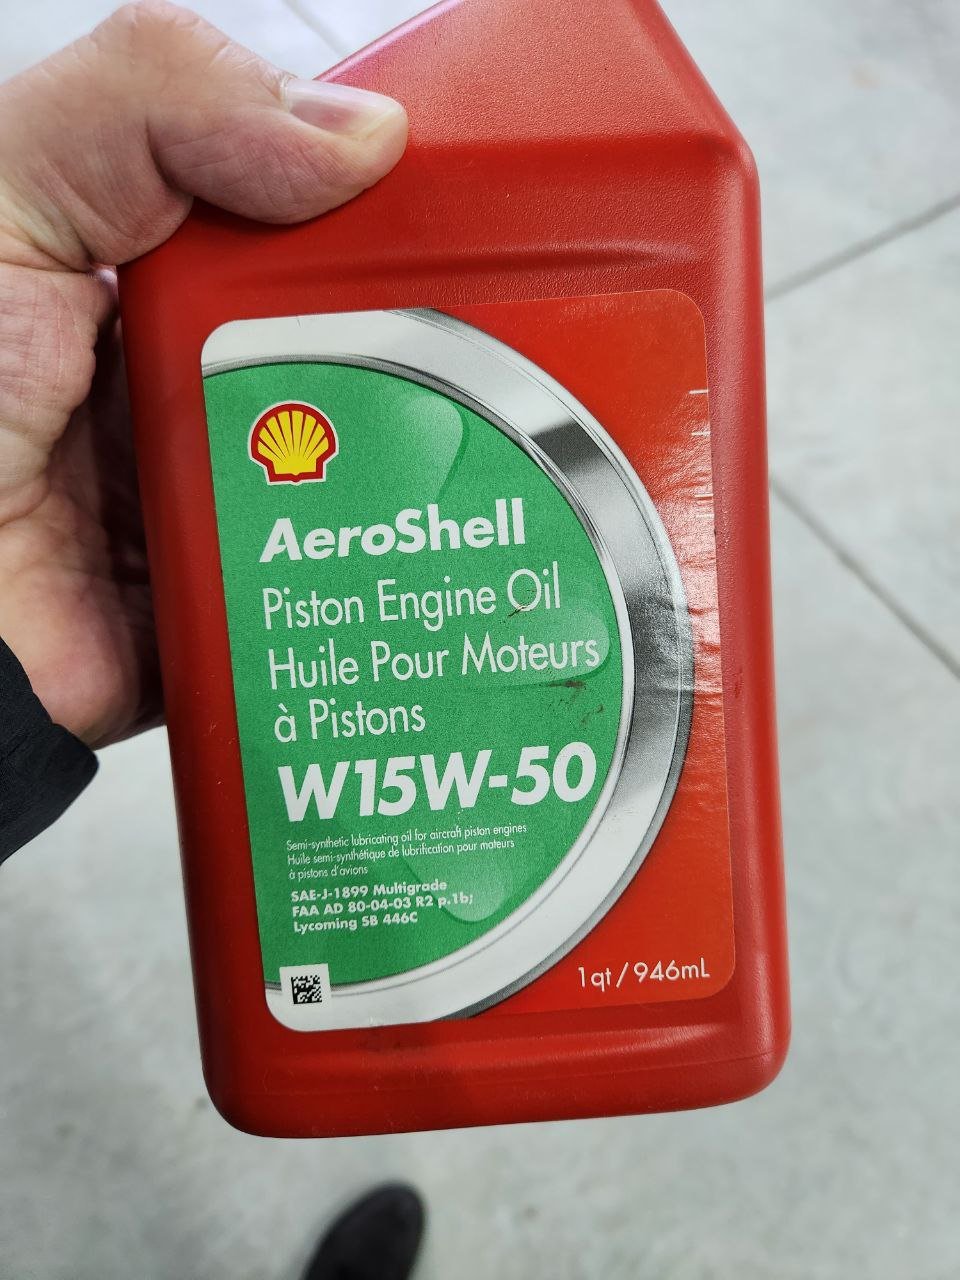 AeroShell
Piston Engine Oil
Huile Pour Moteurs
à Pistons
W15W-50
Semi-synthetic lubricating oil for aircraft piston engines
Huile semi-synthétique de lubrification pour moteurs
à pistons d'avions
SAE-J-1899 Multigrade
FAA AD 80-04-03 R2 p.1b;
Lycoming SB 446C
1qt / 946mL